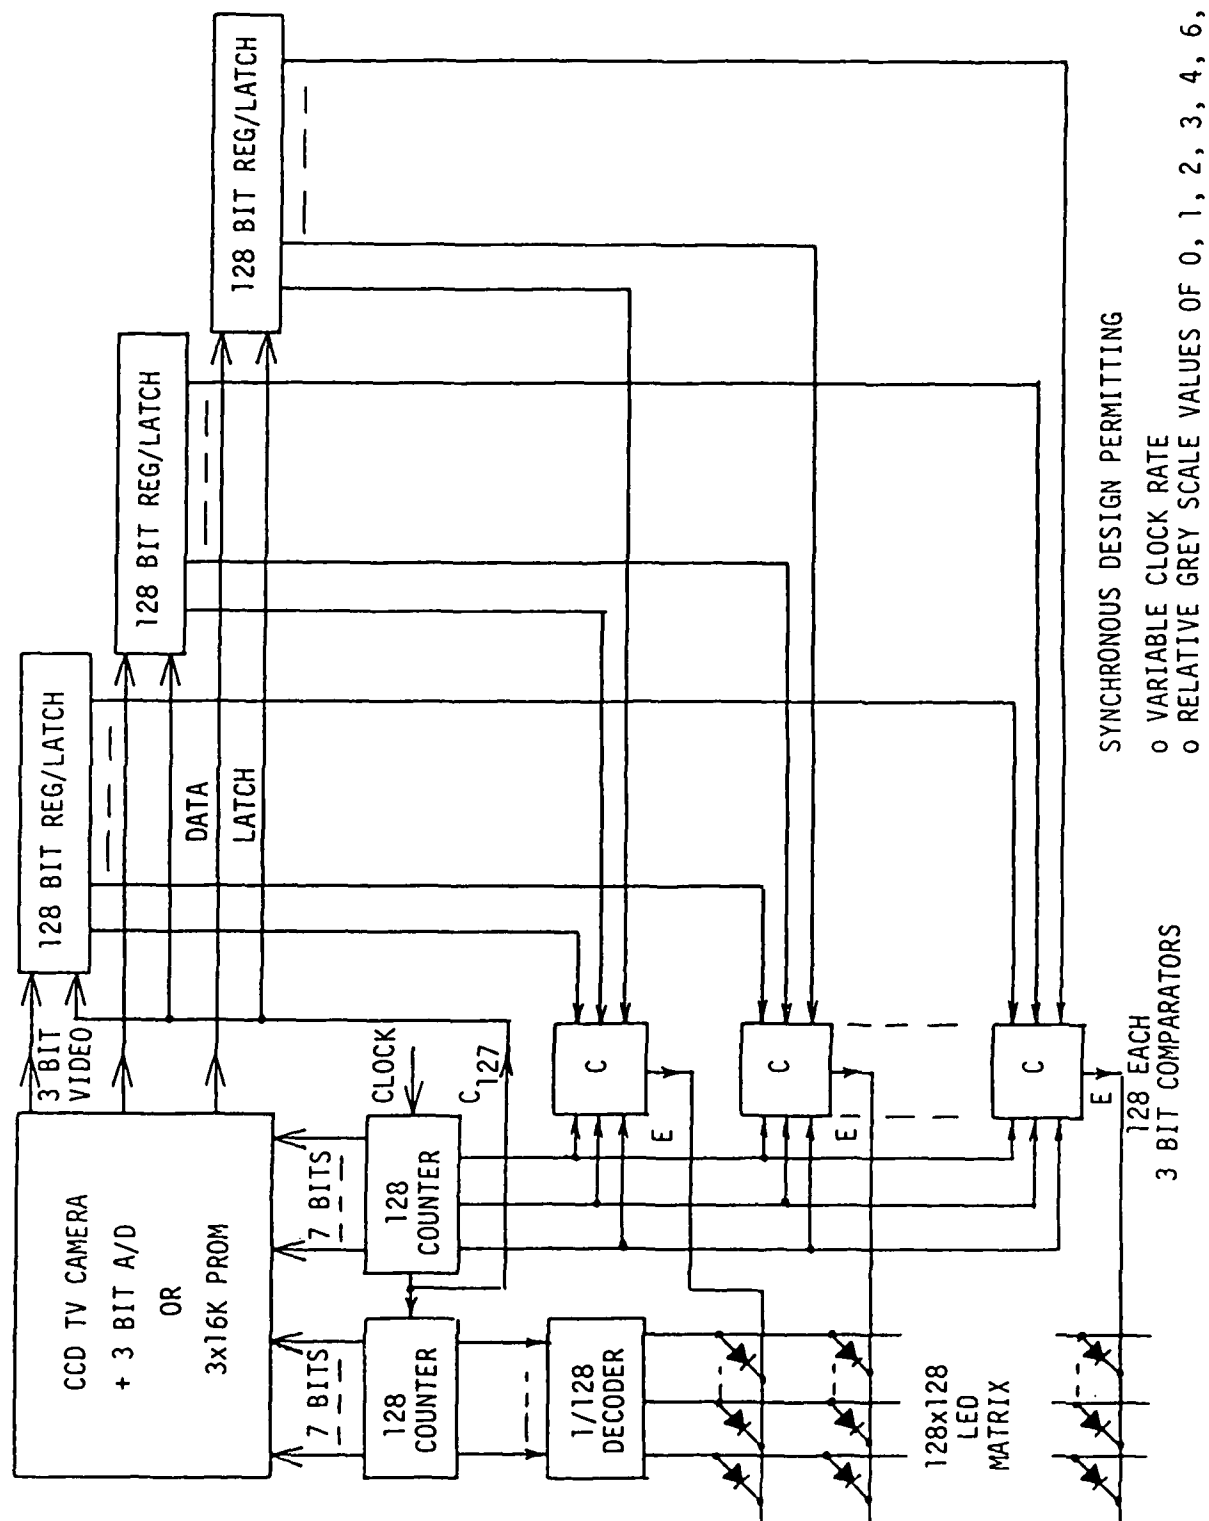 CCD TV CAMERA
+ 3 BIT A/D
OR
3x16K PROM
3 BIT
VIDEO
128 BIT REG/LATCH
128 BIT REG/LATCH
128 BIT REG/LATCH
DATA
LATCH
7 BITS
7 BITS
128
COUNTER
128
COUNTER
CLOCK
C127
1/128
DECODER
C
C
C
E
E
E
128 EACH
3 BIT COMPARATORS
128x128
LED
MATRIX
SYNCHRONOUS DESIGN PERMITTING
o VARIABLE CLOCK RATE
o RELATIVE GREY SCALE VALUES OF 0, 1, 2, 3, 4, 6,